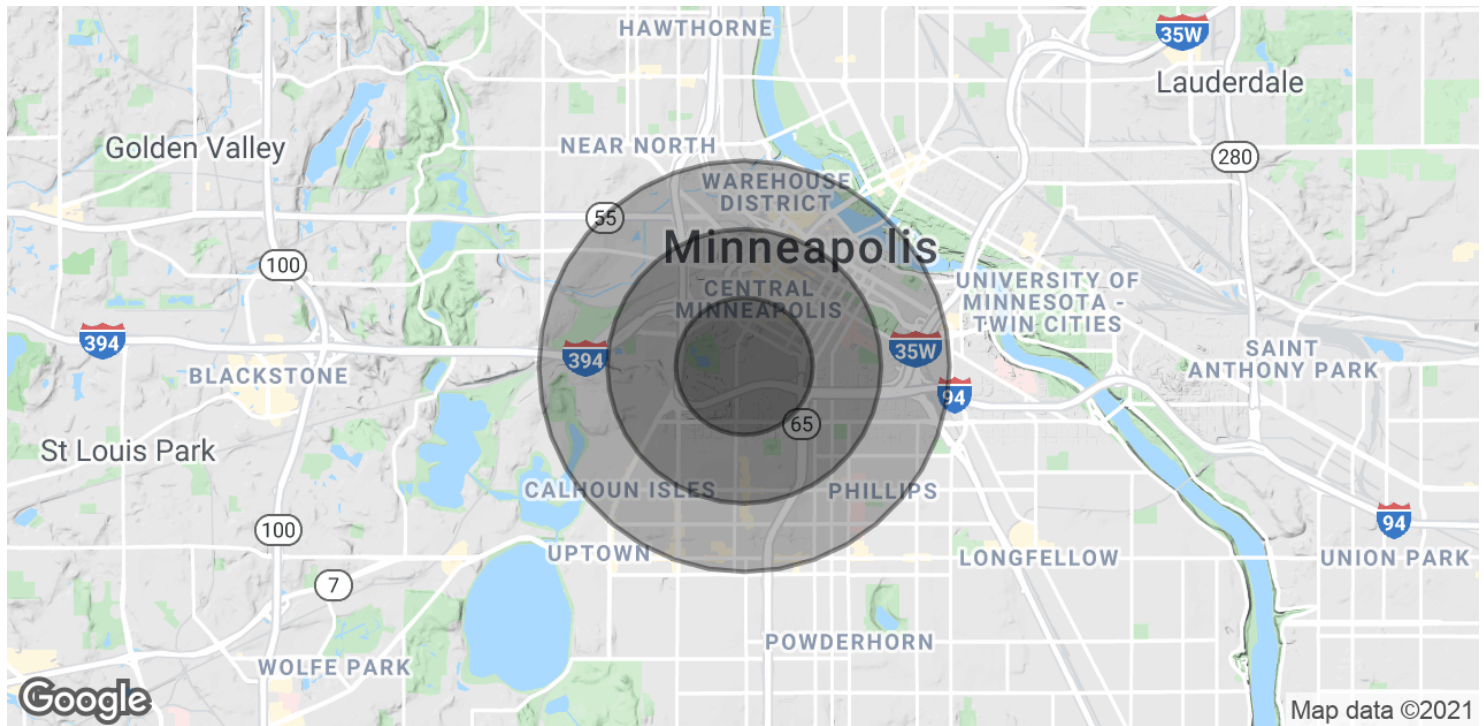 HAWTHORNE
35W
Lauderdale
Golden Valley
NEAR NORTH
280
WAREHOUSE
DISTRICT
55
Minneapolis
100
CENTRAL
MINNEAPOLIS
UNIVERSITY OF
MINNESOTA -
TWIN CITIES
394
394
35W
SAINT
ANTHONY PARK
BLACKSTONE
94
65
St Louis Park
CALHOUN ISLES
PHILLIPS
100
94
UPTOWN
LONGFELLOW
UNION PARK
7
POWDERHORN
WOLFE PARK
Google
Map data ©2021